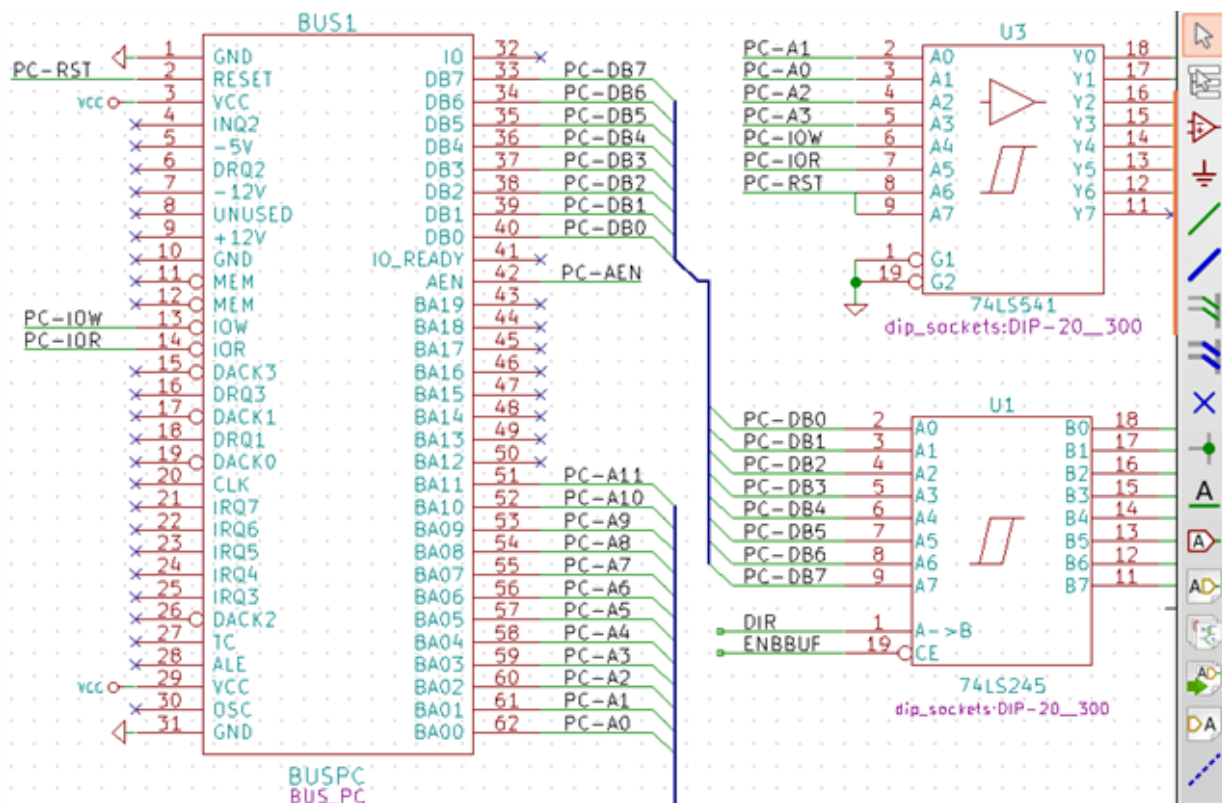 BUS1
1 GND IO 32
PC-RST 2 RESET DB7 33 PC-DB7
VCC 3 VCC DB6 34 PC-DB6
4 INQ2 DB5 35 PC-DB5
5 -5V DB4 36 PC-DB4
6 DRQ2 DB3 37 PC-DB3
7 -12V DB2 38 PC-DB2
8 UNUSED DB1 39 PC-DB1
9 +12V DB0 40 PC-DB0
10 GND IO_READY 41
11 MEM AEN 42 PC-AEN
12 MEM BA19 43
PC-IOW 13 IOW BA18 44
PC-IOR 14 IOR BA17 45
15 DACK3 BA16 46
16 DRQ3 BA15 47
17 DACK1 BA14 48
18 DRQ1 BA13 49
19 DACK0 BA12 50
20 CLK BA11 51 PC-A11
21 IRQ7 BA10 52 PC-A10
22 IRQ6 BA09 53 PC-A9
23 IRQ5 BA08 54 PC-A8
24 IRQ4 BA07 55 PC-A7
25 IRQ3 BA06 56 PC-A6
26 DACK2 BA05 57 PC-A5
27 TC BA04 58 PC-A4
28 ALE BA03 59 PC-A3
VCC 29 VCC BA02 60 PC-A2
30 OSC BA01 61 PC-A1
31 GND BA00 62 PC-A0
BUSPC
BUS_PC
U3
PC-A1 2 A0 Y0 18
PC-A0 3 A1 Y1 17
PC-A2 4 A2 Y2 16
PC-A3 5 A3 Y3 15
PC-IOW 6 A4 Y4 14
PC-IOR 7 A5 Y5 13
PC-RST 8 A6 Y6 12
9 A7 Y7 11
1 G1
19 G2
74LS541
dip_sockets:DIP-20__300
U1
PC-DB0 2 A0 B0 18
PC-DB1 3 A1 B1 17
PC-DB2 4 A2 B2 16
PC-DB3 5 A3 B3 15
PC-DB4 6 A4 B4 14
PC-DB5 7 A5 B5 13
PC-DB6 8 A6 B6 12
PC-DB7 9 A7 B7 11
DIR 1 A->B
ENBBUF 19 CE
74LS245
dip_sockets:DIP-20__300
A
A
AD
AD
DA